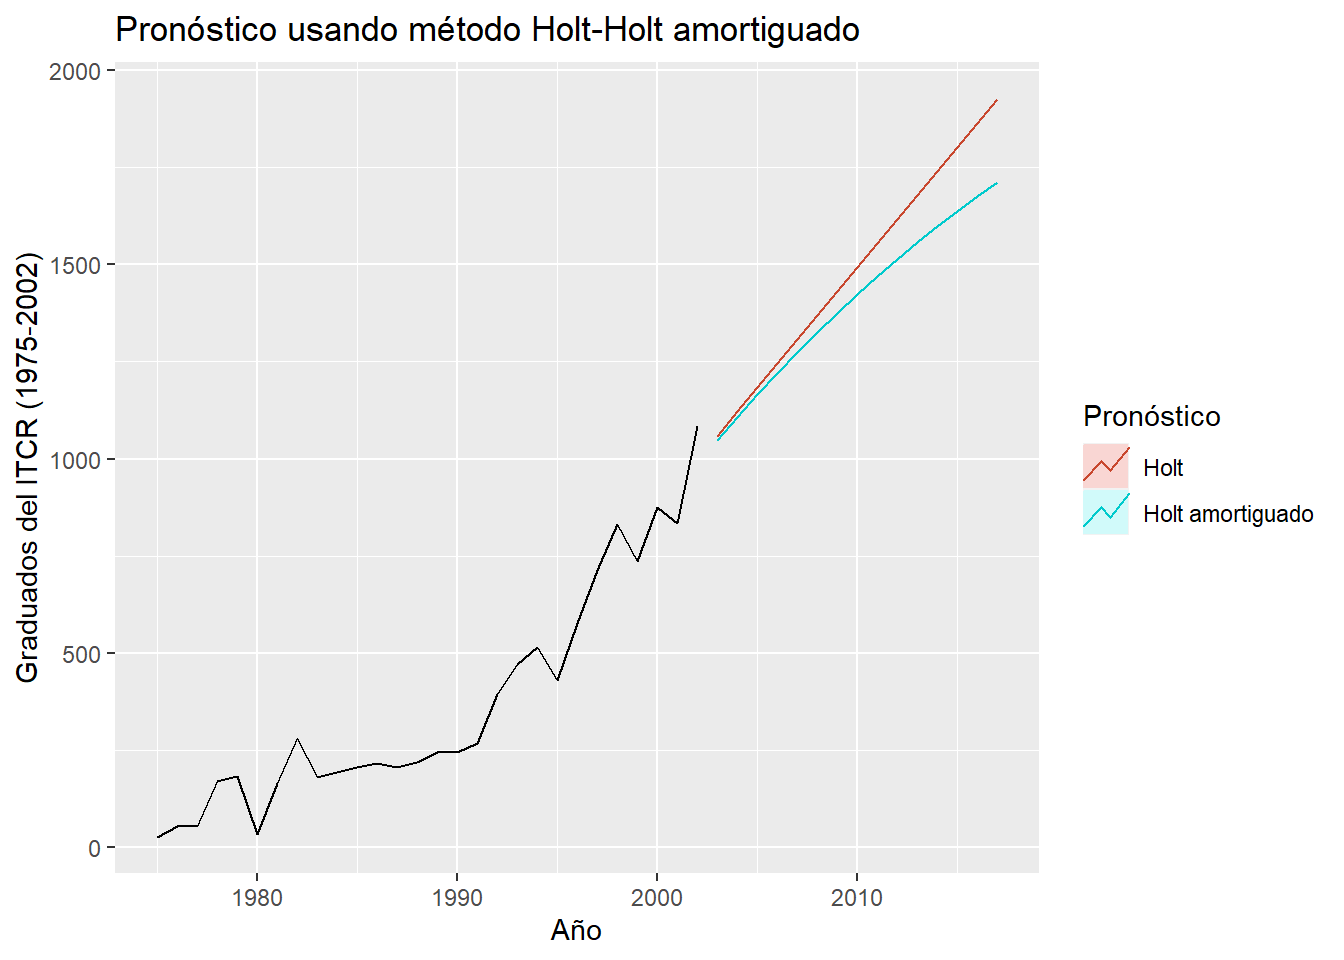 Pronóstico usando método Holt-Holt amortiguado
2000
1500
1000
500
0
Graduados del ITCR (1975-2002)
1980
1990
2000
2010
Año
Pronóstico
Holt
Holt amortiguado